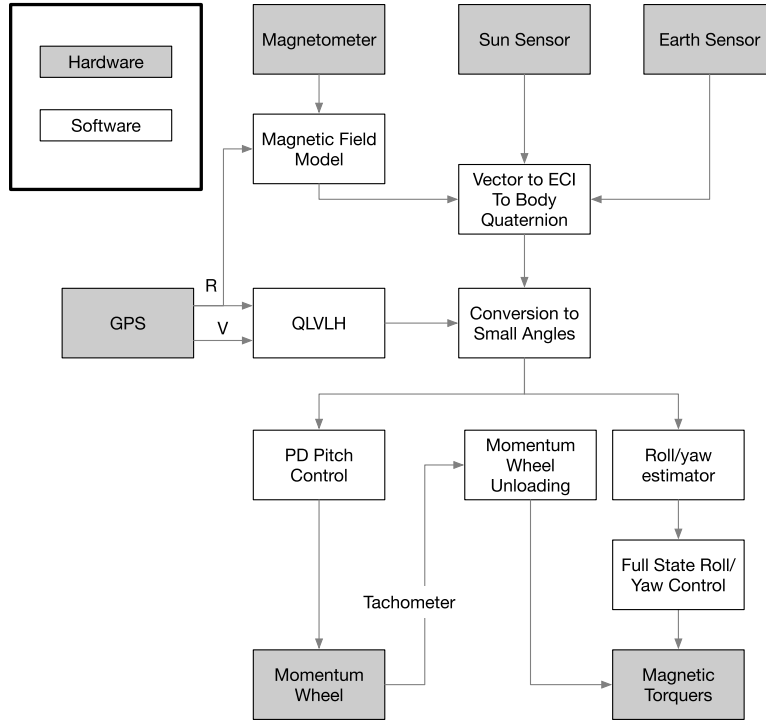 Hardware
Software
Magnetometer
Sun Sensor
Earth Sensor
Magnetic Field
Model
Vector to ECI
To Body
Quaternion
R
GPS
V
QLVLH
Conversion to
Small Angles
PD Pitch
Control
Momentum
Wheel
Unloading
Roll/yaw
estimator
Full State Roll/
Yaw Control
Tachometer
Momentum
Wheel
Magnetic
Torquers